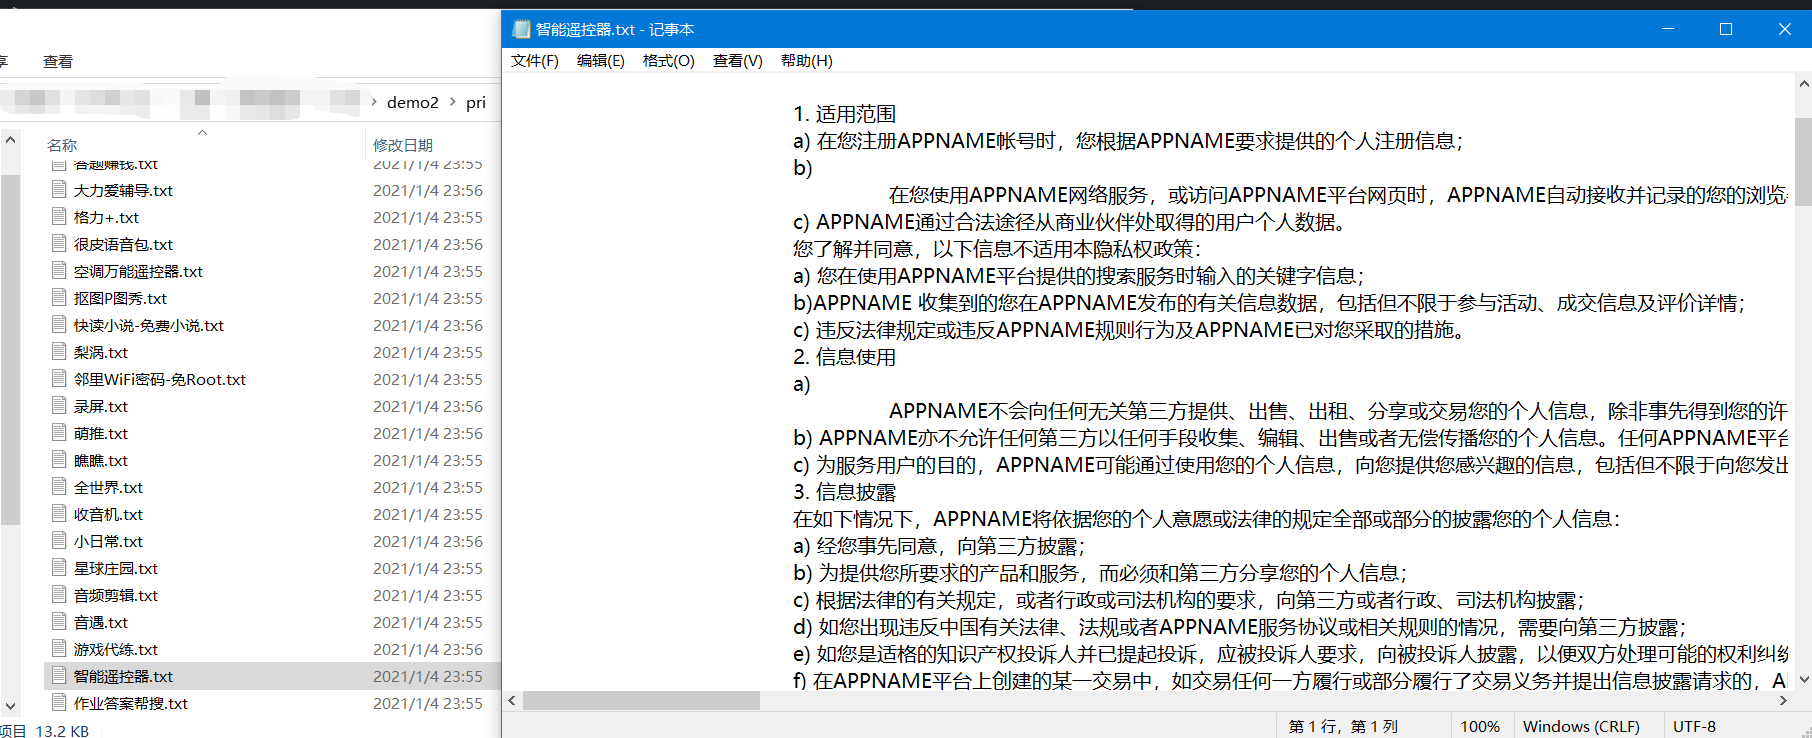 智能遥控器.txt - 记事本
享
查看
文件(F) 编辑(E) 格式(O) 查看(V) 帮助(H)
demo2 > pri
名称 修改日期
答题赚钱.txt 2021/1/4 23:55
大力爱辅导.txt 2021/1/4 23:56
格力+.txt 2021/1/4 23:55
很皮语音包.txt 2021/1/4 23:56
空调万能遥控器.txt 2021/1/4 23:55
抠图P图秀.txt 2021/1/4 23:55
快读小说-免费小说.txt 2021/1/4 23:56
梨涡.txt 2021/1/4 23:55
邻里WiFi密码-免Root.txt 2021/1/4 23:55
录屏.txt 2021/1/4 23:56
萌推.txt 2021/1/4 23:56
瞧瞧.txt 2021/1/4 23:55
全世界.txt 2021/1/4 23:55
收音机.txt 2021/1/4 23:55
小日常.txt 2021/1/4 23:56
星球庄园.txt 2021/1/4 23:55
音频剪辑.txt 2021/1/4 23:55
音遇.txt 2021/1/4 23:55
游戏代练.txt 2021/1/4 23:56
智能遥控器.txt 2021/1/4 23:55
作业答案帮搜.txt 2021/1/4 23:55
项目 13.2 KB
1. 适用范围
a) 在您注册APPNAME帐号时，您根据APPNAME要求提供的个人注册信息；
b)
在您使用APPNAME网络服务，或访问APPNAME平台网页时，APPNAME自动接收并记录的您的浏览
c) APPNAME通过合法途径从商业伙伴处取得的用户个人数据。
您了解并同意，以下信息不适用本隐私权政策：
a) 您在使用APPNAME平台提供的搜索服务时输入的关键字信息；
b)APPNAME 收集到的您在APPNAME发布的有关信息数据，包括但不限于参与活动、成交信息及评价详情；
c) 违反法律规定或违反APPNAME规则行为及APPNAME已对您采取的措施。
2. 信息使用
a)
APPNAME不会向任何无关第三方提供、出售、出租、分享或交易您的个人信息，除非事先得到您的许
b) APPNAME亦不允许任何第三方以任何手段收集、编辑、出售或者无偿传播您的个人信息。任何APPNAME平台
c) 为服务用户的目的，APPNAME可能通过使用您的个人信息，向您提供您感兴趣的信息，包括但不限于向您发出
3. 信息披露
在如下情况下，APPNAME将依据您的个人意愿或法律的规定全部或部分的披露您的个人信息：
a) 经您事先同意，向第三方披露；
b) 为提供您所要求的产品和服务，而必须和第三方分享您的个人信息；
c) 根据法律的有关规定，或者行政或司法机构的要求，向第三方或者行政、司法机构披露；
d) 如您出现违反中国有关法律、法规或者APPNAME服务协议或相关规则的情况，需要向第三方披露；
e) 如您是适格的知识产权投诉人并已提起投诉，应被投诉人要求，向被投诉人披露，以便双方处理可能的权利纠纷
f) 在APPNAME平台上创建的某一交易中，如交易任何一方履行或部分履行了交易义务并提出信息披露请求的，A
第 1 行，第 1 列 100% Windows (CRLF) UTF-8